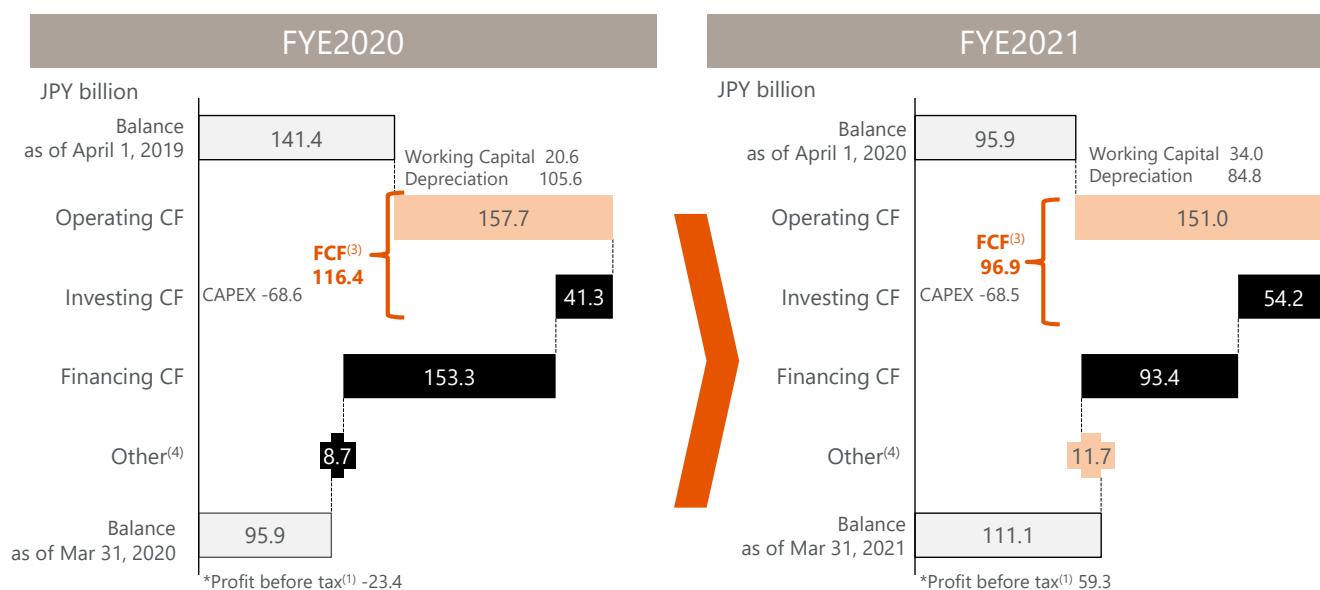 FYE2020
JPY billion
Balance
as of April 1, 2019
141.4
Working Capital 20.6
Depreciation 105.6
Operating CF
157.7
FCF(3)
116.4
Investing CF
CAPEX -68.6
41.3
Financing CF
153.3
Other(4)
8.7
Balance
as of Mar 31, 2020
95.9
*Profit before tax(1) -23.4
FYE2021
JPY billion
Balance
as of April 1, 2020
95.9
Working Capital 34.0
Depreciation 84.8
Operating CF
151.0
FCF(3)
96.9
Investing CF
CAPEX -68.5
54.2
Financing CF
93.4
Other(4)
11.7
Balance
as of Mar 31, 2021
111.1
*Profit before tax(1) 59.3